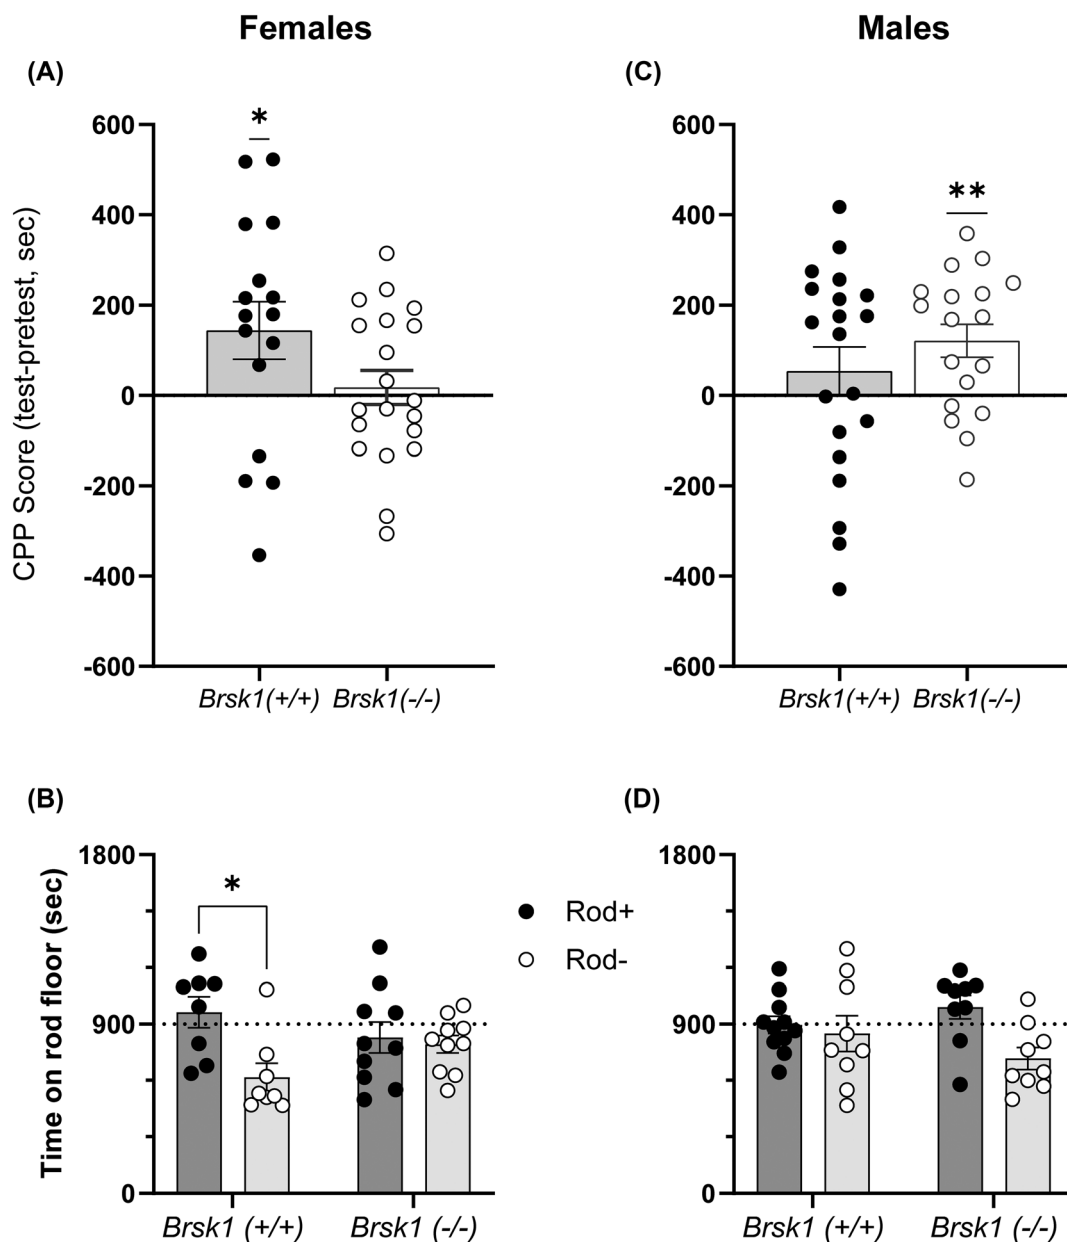 Females
Males
(A)
(C)
CPP Score (test-pretest, sec)
600
400
200
0
-200
-400
-600
*
Brsk1(+/+) Brsk1(-/-)
600
400
200
0
-200
-400
-600
**
Brsk1(+/+) Brsk1(-/-)
(B)
(D)
Time on rod floor (sec)
1800
900
0
*
Brsk1 (+/+) Brsk1 (-/-)
Rod+
Rod-
1800
900
0
Brsk1 (+/+) Brsk1 (-/-)